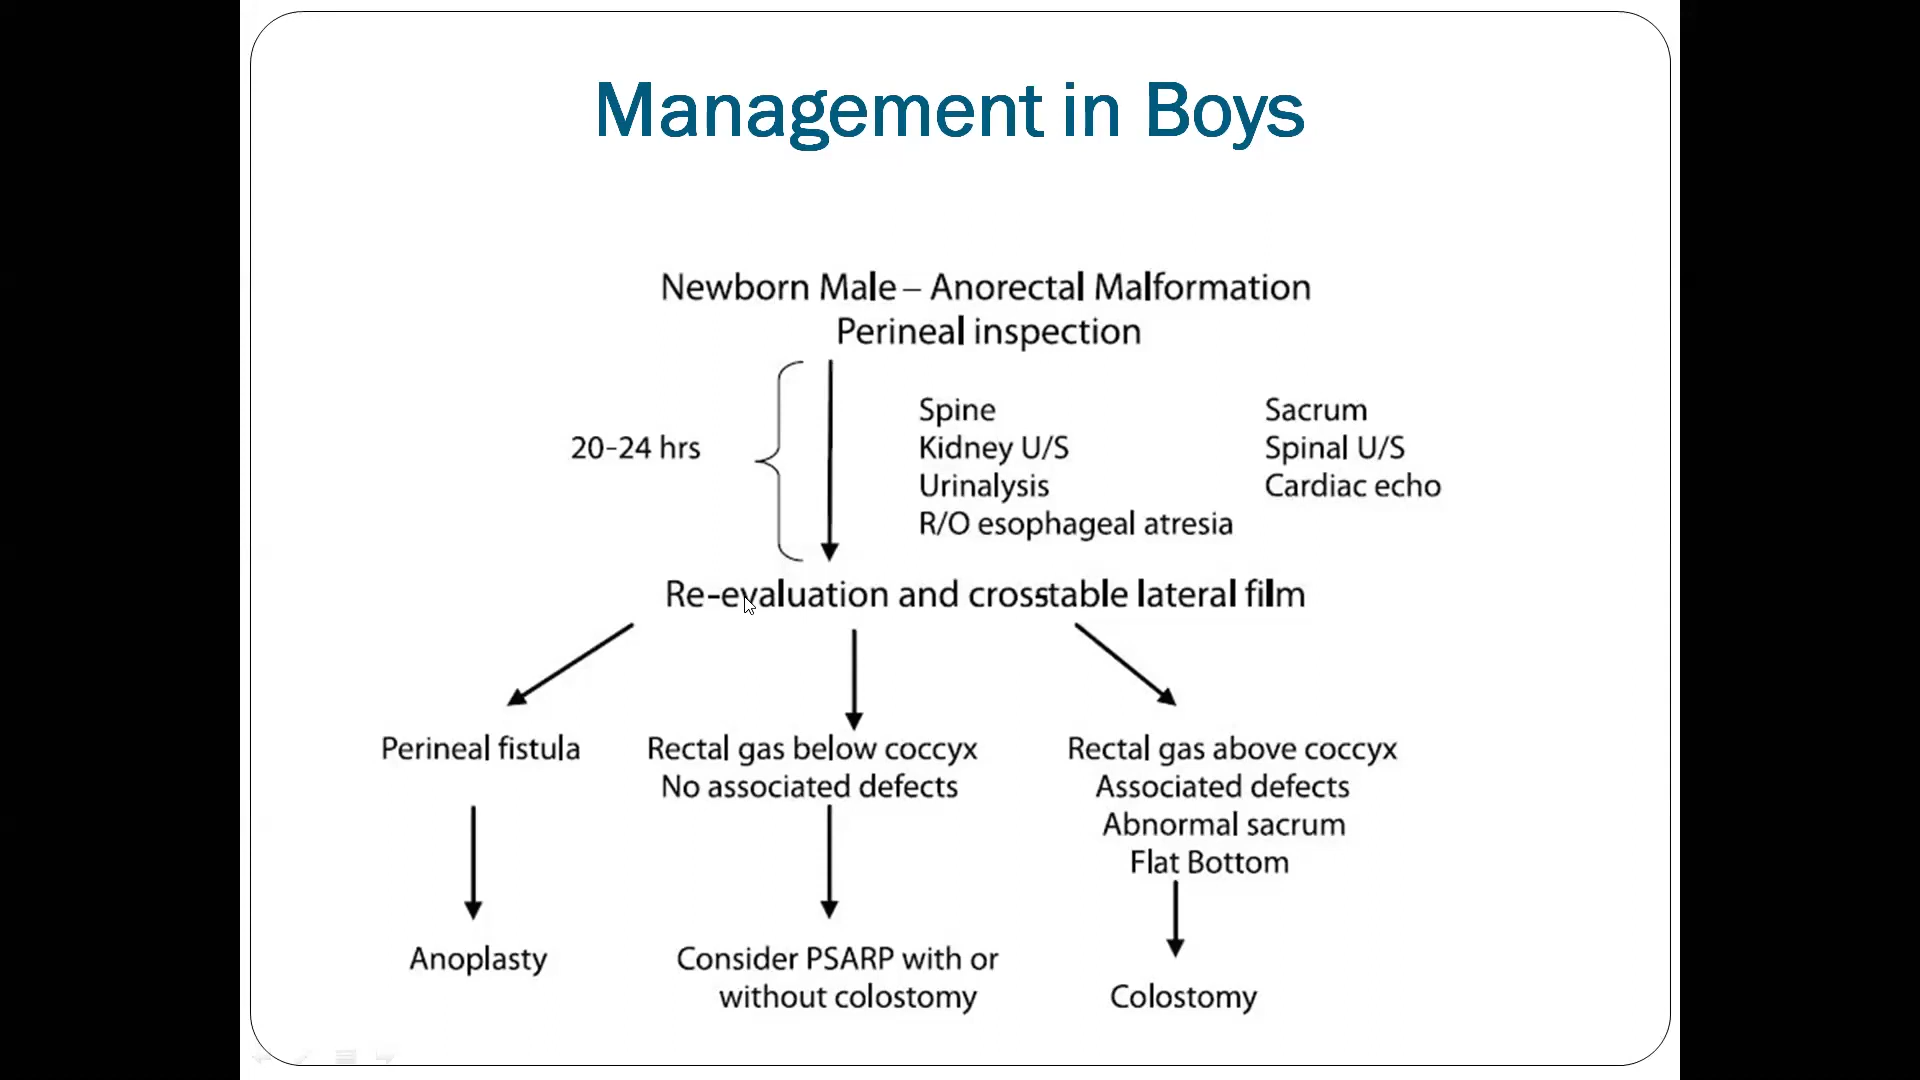 Management in Boys
Newborn Male – Anorectal Malformation
Perineal inspection
20-24 hrs
Spine
Kidney U/S
Urinalysis
R/O esophageal atresia
Sacrum
Spinal U/S
Cardiac echo
Re-evaluation and crosstable lateral film
Perineal fistula
Rectal gas below coccyx
No associated defects
Rectal gas above coccyx
Associated defects
Abnormal sacrum
Flat Bottom
Anoplasty
Consider PSARP with or
without colostomy
Colostomy